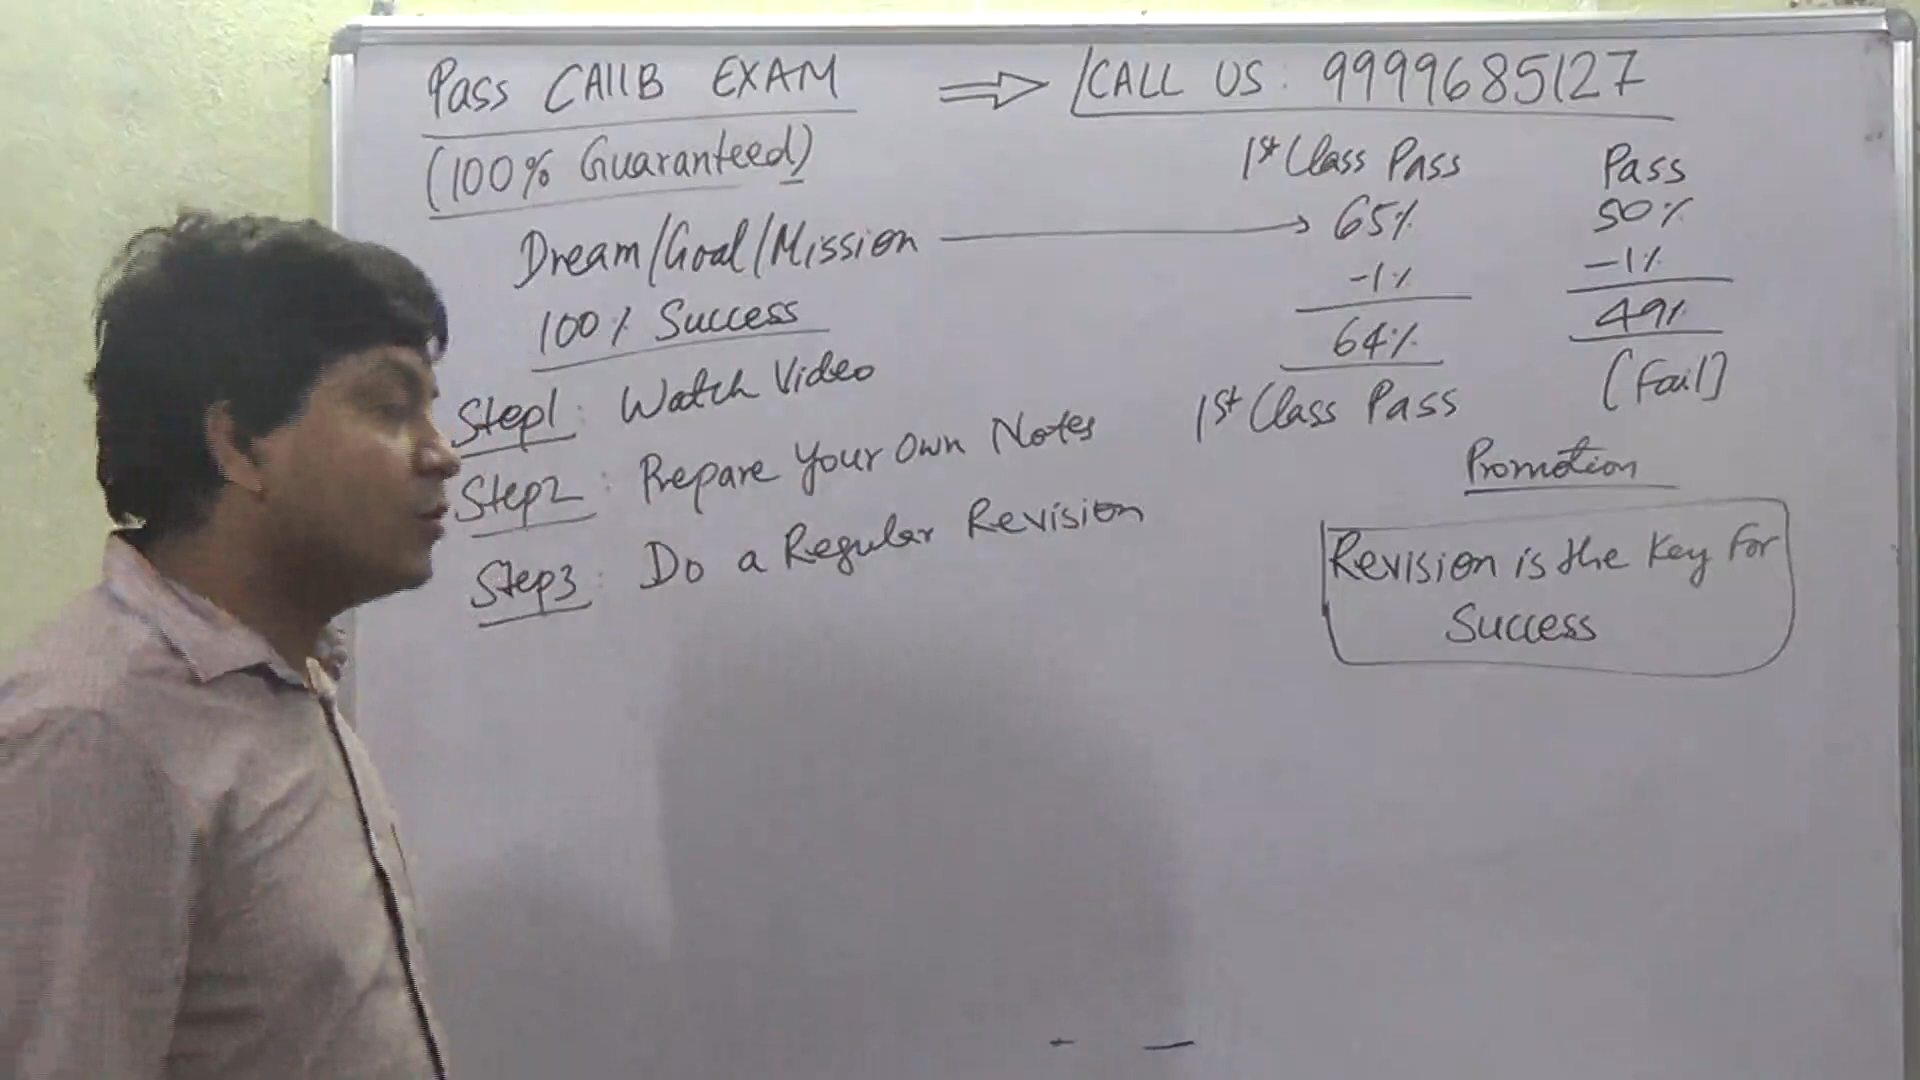 Pass CAIIB EXAM ⇒ CALL US: 9999685127
(100% Guaranteed)
Dream/Goal/Mission → 
100% Success
Step1: Watch Video
Step2: Prepare Your Own Notes
Step3: Do a Regular Revision
1st Class Pass
65%
-1%
64%
1st Class Pass
Pass
50%
-1%
49%
(Fail)
Promotion
Revision is the Key For
Success